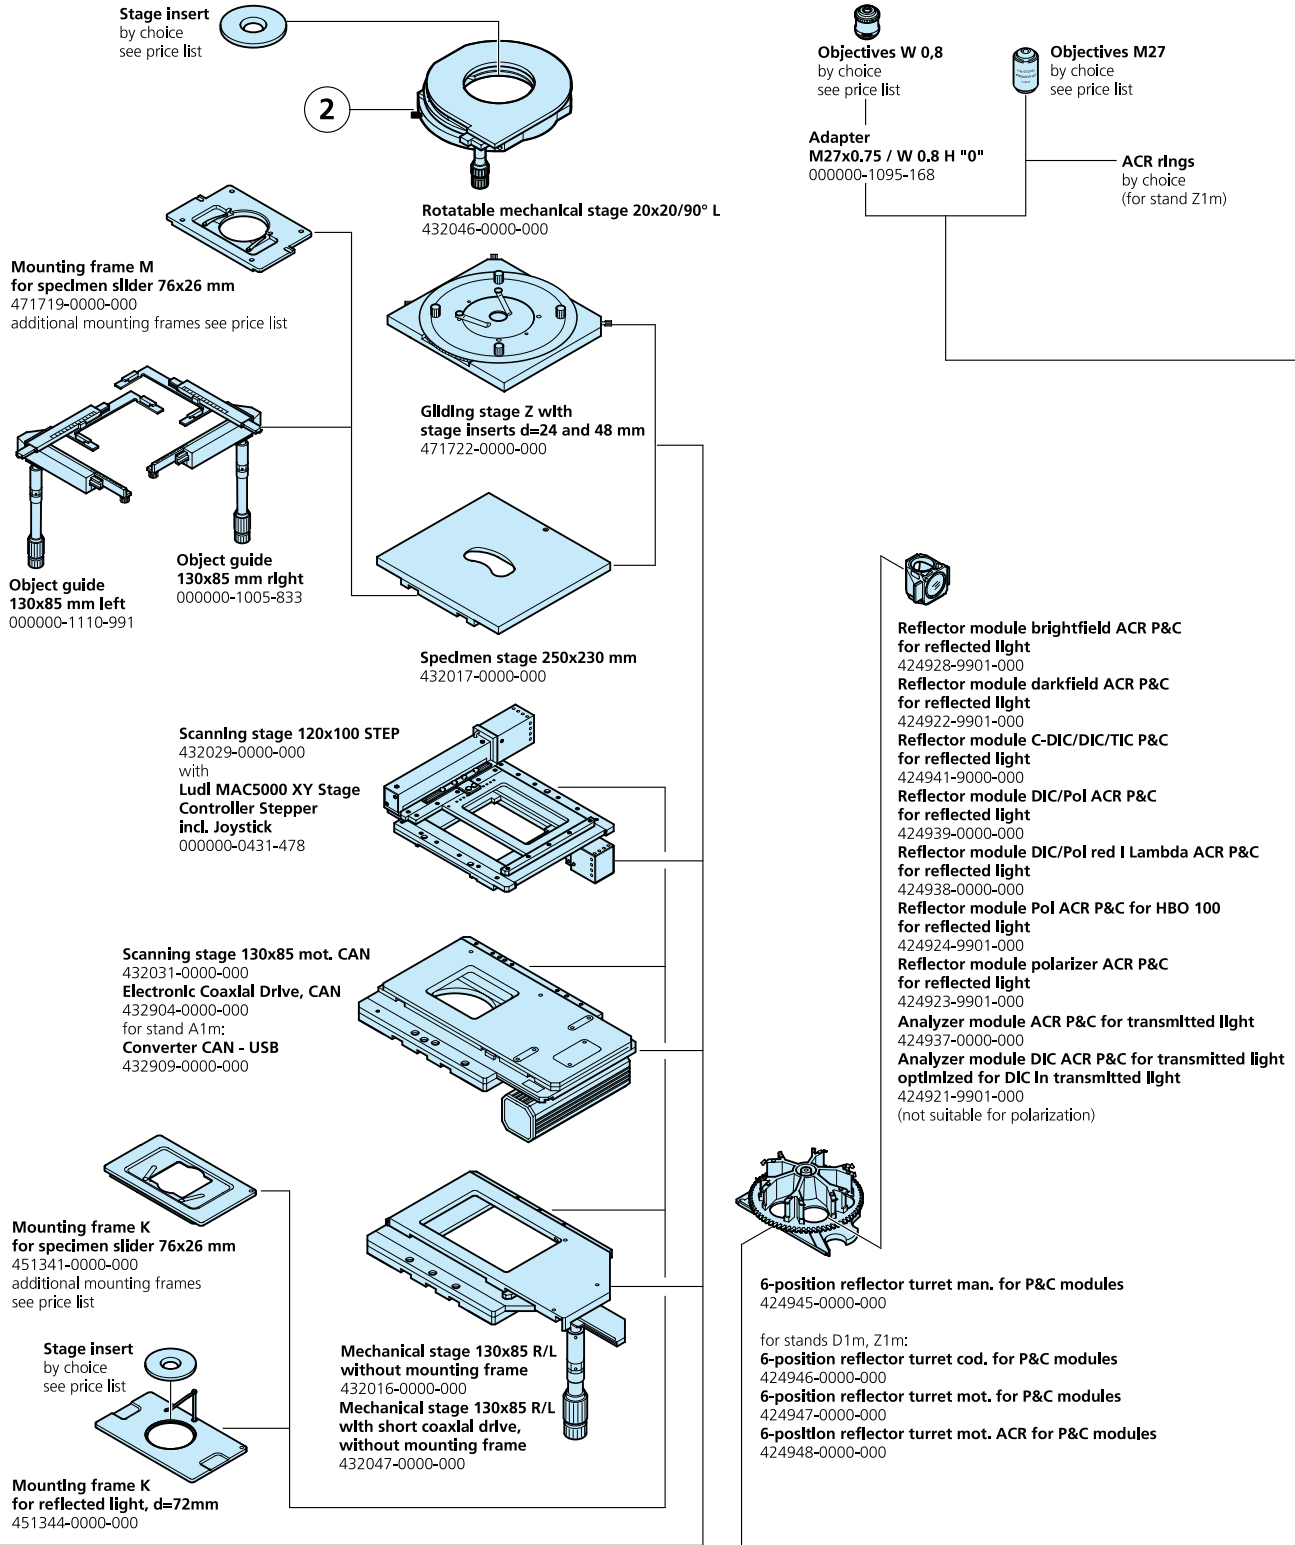 Stage insert
by choice
see price list
2
Rotatable mechanical stage 20x20/90° L
432046-0000-000
Mounting frame M
for specimen slider 76x26 mm
471719-0000-000
additional mounting frames see price list
Gliding stage Z with
stage inserts d=24 and 48 mm
471722-0000-000
Object guide
130x85 mm left
000000-1110-991
Object guide
130x85 mm right
000000-1005-833
Specimen stage 250x230 mm
432017-0000-000
Scanning stage 120x100 STEP
432029-0000-000
with
Ludl MAC5000 XY Stage
Controller Stepper
incl. Joystick
000000-0431-478
Scanning stage 130x85 mot. CAN
432031-0000-000
Electronic Coaxial Drive, CAN
432904-0000-000
for stand A1m:
Converter CAN - USB
432909-0000-000
Mounting frame K
for specimen slider 76x26 mm
451341-0000-000
additional mounting frames
see price list
Stage insert
by choice
see price list
Mounting frame K
for reflected light, d=72mm
451344-0000-000
Mechanical stage 130x85 R/L
without mounting frame
432016-0000-000
Mechanical stage 130x85 R/L
with short coaxial drive,
without mounting frame
432047-0000-000
Objectives W 0,8
by choice
see price list
Objectives M27
by choice
see price list
Adapter
M27x0.75 / W 0.8 H "0"
000000-1095-168
ACR rings
by choice
(for stand Z1m)
Reflector module brightfield ACR P&C
for reflected light
424928-9901-000
Reflector module darkfield ACR P&C
for reflected light
424922-9901-000
Reflector module C-DIC/DIC/TIC P&C
for reflected light
424941-9000-000
Reflector module DIC/Pol ACR P&C
for reflected light
424939-0000-000
Reflector module DIC/Pol red I Lambda ACR P&C
for reflected light
424938-0000-000
Reflector module Pol ACR P&C for HBO 100
for reflected light
424924-9901-000
Reflector module polarizer ACR P&C
for reflected light
424923-9901-000
Analyzer module ACR P&C for transmitted light
424937-0000-000
Analyzer module DIC ACR P&C for transmitted light
optimized for DIC in transmitted light
424921-9901-000
(not suitable for polarization)
6-position reflector turret man. for P&C modules
424945-0000-000
for stands D1m, Z1m:
6-position reflector turret cod. for P&C modules
424946-0000-000
6-position reflector turret mot. for P&C modules
424947-0000-000
6-position reflector turret mot. ACR for P&C modules
424948-0000-000